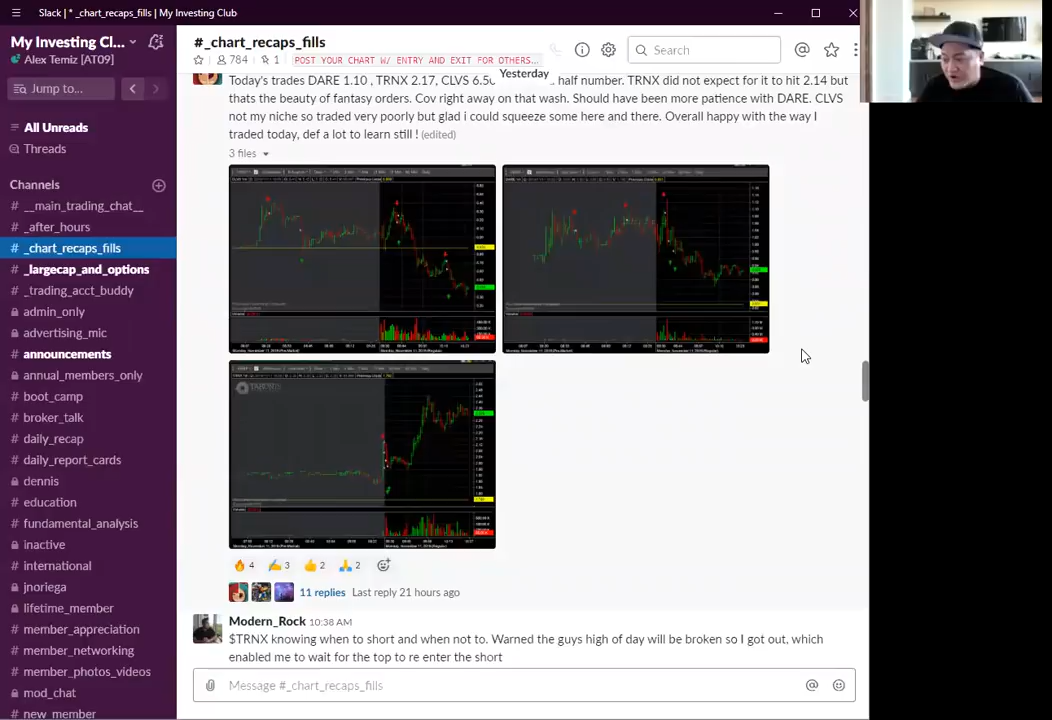 Slack | * _chart_recaps_fills | My Investing Club
My Investing Cl...
Alex Temiz [AT09]
Jump to...
All Unreads
Threads
Channels
# __main_trading_chat__
# _after_hours
# _chart_recaps_fills
# _largecap_and_options
# _trading_acct_buddy
admin_only
advertising_mic
announcements
annual_members_only
# boot_camp
# broker_talk
# daily_recap
# daily_report_cards
dennis
# education
# fundamental_analysis
inactive
# international
jnoriega
lifetime_member
# member_appreciation
# member_networking
# member_photos_videos
mod_chat
# new_member
#_chart_recaps_fills
784
1
POST YOUR CHART W/ ENTRY AND EXIT FOR OTHERS...
Search
Yesterday
Today's trades DARE 1.10 , TRNX 2.17, CLVS half number. TRNX did not expect for it to hit 2.14 but
thats the beauty of fantasy orders. Cov right away on that wash. Should have been more patience with DARE. CLVS
not my niche so traded very poorly but glad i could squeeze some here and there. Overall happy with the way I
traded today, def a lot to learn still ! (edited)
3 files
4
3
2
2
11 replies Last reply 21 hours ago
Modern_Rock 10:38 AM
$TRNX knowing when to short and when not to. Warned the guys high of day will be broken so I got out, which
enabled me to wait for the top to re enter the short
Message #_chart_recaps_fills